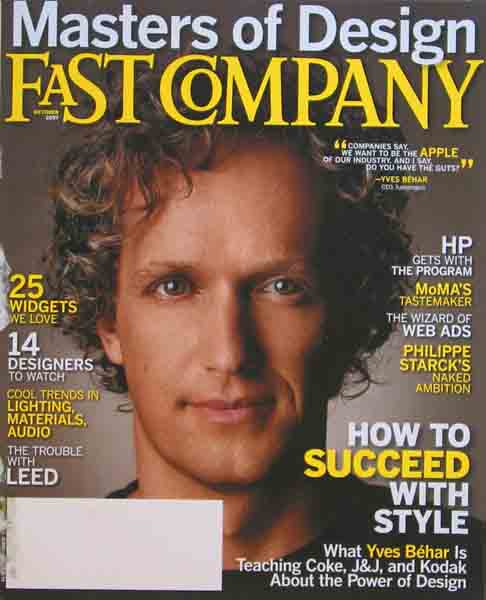 Masters of Design
FAST COMPANY
OCTOBER
2007
“COMPANIES SAY,
WE WANT TO BE THE APPLE
OF OUR INDUSTRY, AND I SAY,
DO YOU HAVE THE GUTS?”
—YVES BÉHAR
CEO, fuseproject
HP
GETS WITH
THE PROGRAM
MoMA'S
TASTEMAKER
THE WIZARD OF
WEB ADS
PHILIPPE
STARCK'S
NAKED
AMBITION
25
WIDGETS
WE LOVE
14
DESIGNERS
TO WATCH
COOL TRENDS IN
LIGHTING,
MATERIALS,
AUDIO
THE TROUBLE
WITH
LEED
HOW TO
SUCCEED
WITH
STYLE
What Yves Béhar Is
Teaching Coke, J&J, and Kodak
About the Power of Design